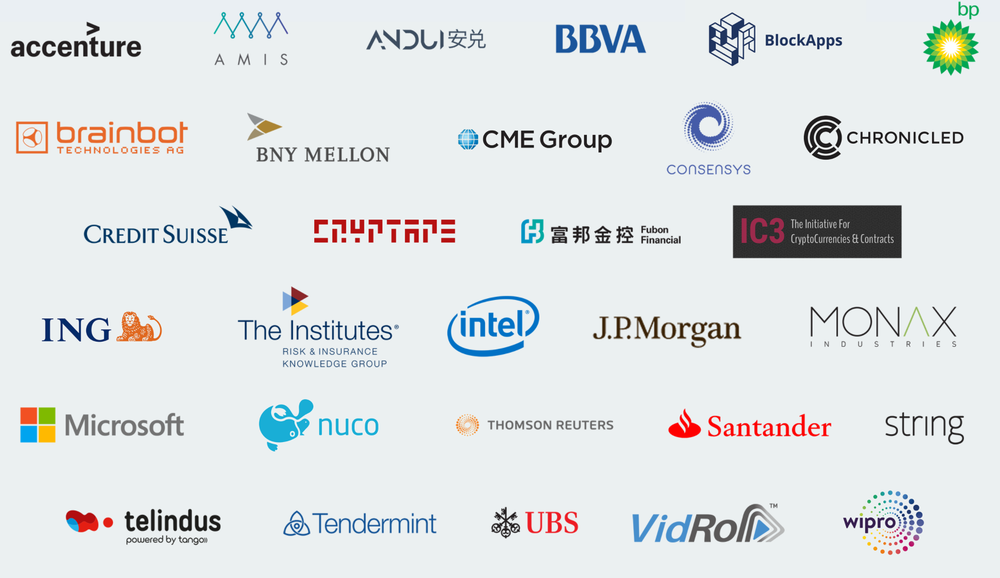 accenture
AMIS
ANDUI安兑
BBVA
BlockApps
bp
brainbot
TECHNOLOGIES AG
BNY MELLON
CME Group
CONSENSYS
CHRONICLED
CREDIT SUISSE
CRYPTAPE
富邦金控 Fubon
Financial
IC3 The Initiative For
CryptoCurrencies & Contracts
ING
The Institutes®
RISK & INSURANCE
KNOWLEDGE GROUP
intel®
J.P.Morgan
MONAX
INDUSTRIES
Microsoft
nuco
THOMSON REUTERS
Santander
string
telindus
powered by tango
Tendermint
UBS
VidRoll™
wipro